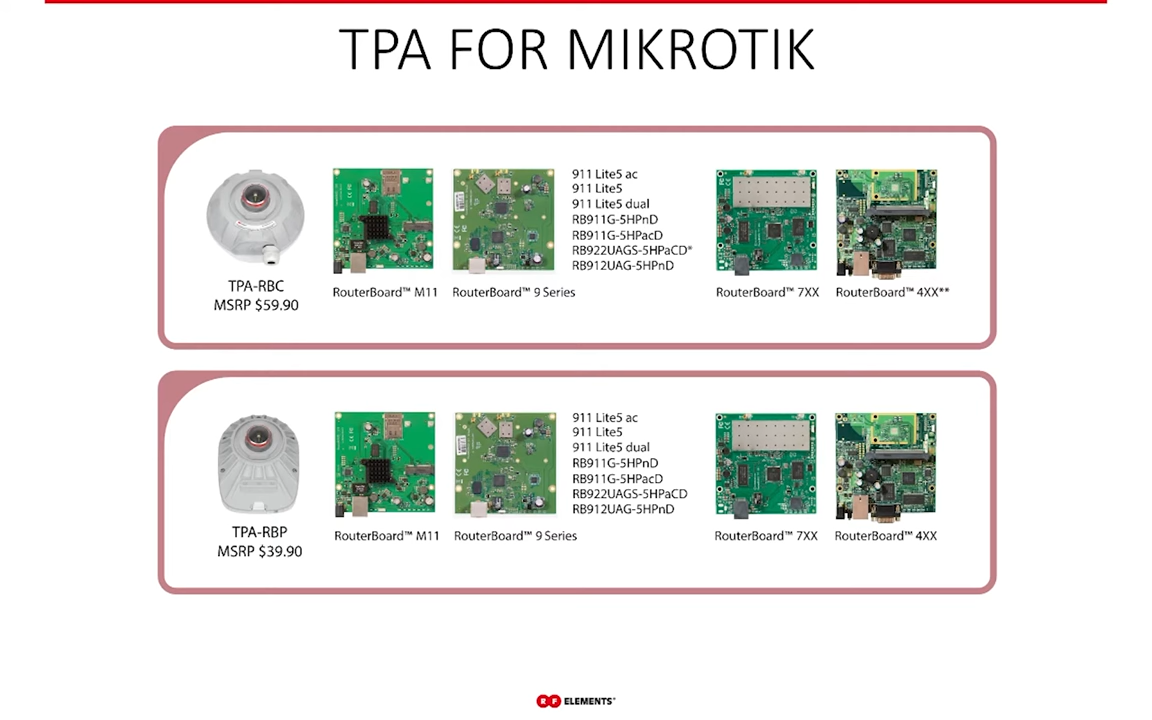 TPA FOR MIKROTIK
TPA-RBC
MSRP $59.90
RouterBoard™ M11
RouterBoard™ 9 Series
911 Lite5 ac
911 Lite5
911 Lite5 dual
RB911G-5HPnD
RB911G-5HPacD
RB922UAGS-5HPaCD*
RB912UAG-5HPnD
RouterBoard™ 7XX
RouterBoard™ 4XX**
TPA-RBP
MSRP $39.90
RouterBoard™ M11
RouterBoard™ 9 Series
911 Lite5 ac
911 Lite5
911 Lite5 dual
RB911G-5HPnD
RB911G-5HPacD
RB922UAGS-5HPaCD
RB912UAG-5HPnD
RouterBoard™ 7XX
RouterBoard™ 4XX
RF ELEMENTS